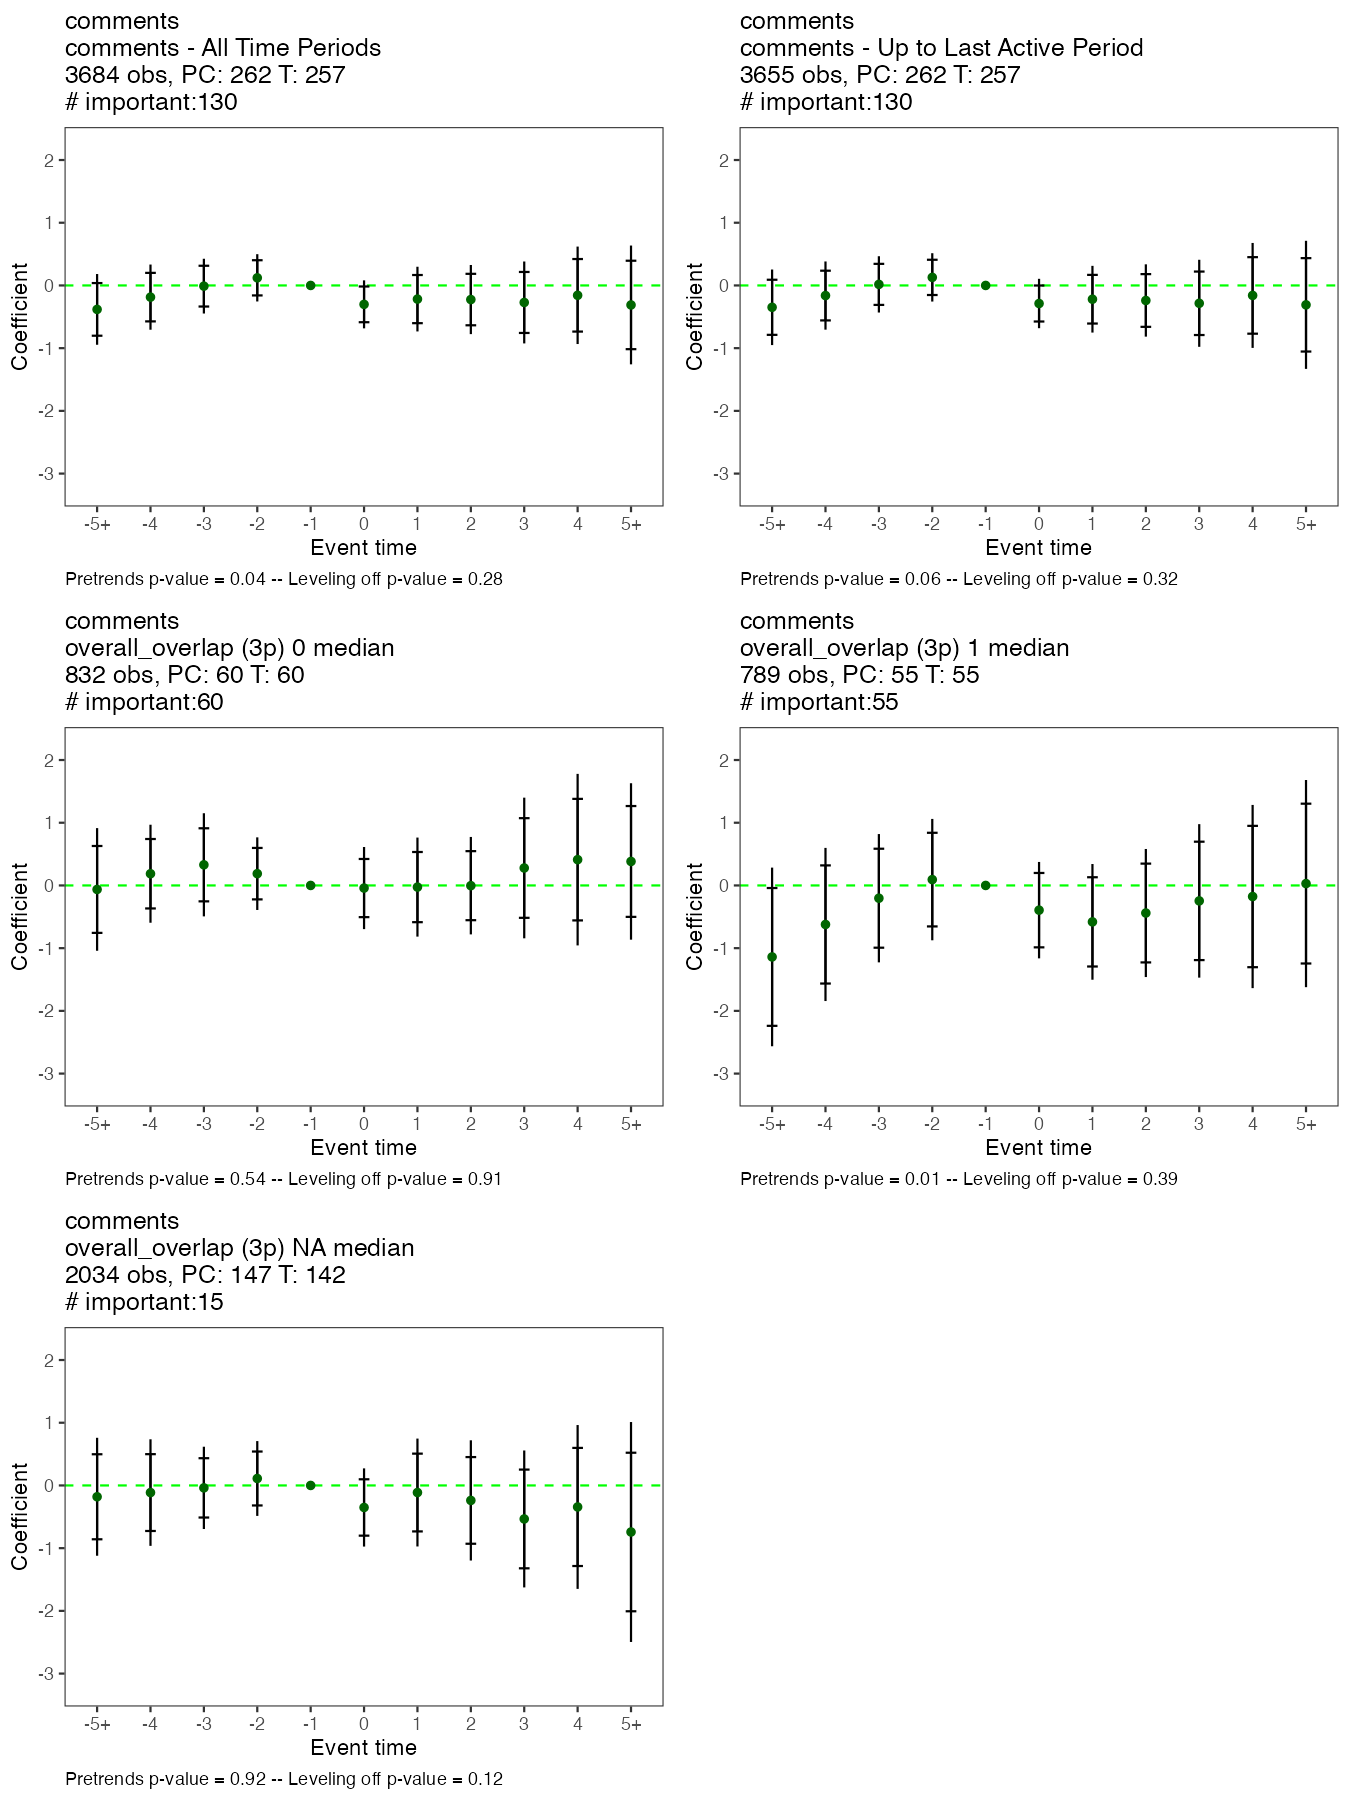 comments
comments - All Time Periods
3684 obs, PC: 262 T: 257
# important:130
2
1
0
-1
-2
-3
Coefficient
-5+ -4 -3 -2 -1 0 1 2 3 4 5+
Event time
Pretrends p-value = 0.04 -- Leveling off p-value = 0.28
comments
comments - Up to Last Active Period
3655 obs, PC: 262 T: 257
# important:130
2
1
0
-1
-2
-3
Coefficient
-5+ -4 -3 -2 -1 0 1 2 3 4 5+
Event time
Pretrends p-value = 0.06 -- Leveling off p-value = 0.32
comments
overall_overlap (3p) 0 median
832 obs, PC: 60 T: 60
# important:60
2
1
0
-1
-2
-3
Coefficient
-5+ -4 -3 -2 -1 0 1 2 3 4 5+
Event time
Pretrends p-value = 0.54 -- Leveling off p-value = 0.91
comments
overall_overlap (3p) 1 median
789 obs, PC: 55 T: 55
# important:55
2
1
0
-1
-2
-3
Coefficient
-5+ -4 -3 -2 -1 0 1 2 3 4 5+
Event time
Pretrends p-value = 0.01 -- Leveling off p-value = 0.39
comments
overall_overlap (3p) NA median
2034 obs, PC: 147 T: 142
# important:15
2
1
0
-1
-2
-3
Coefficient
-5+ -4 -3 -2 -1 0 1 2 3 4 5+
Event time
Pretrends p-value = 0.92 -- Leveling off p-value = 0.12